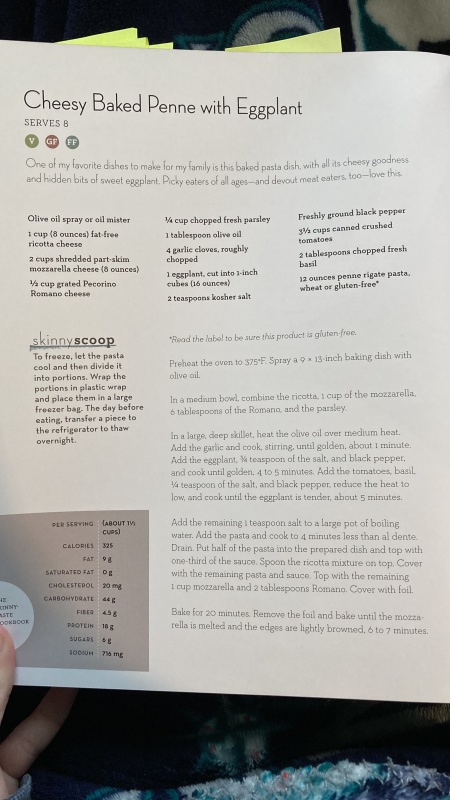 Cheesy Baked Penne with Eggplant
SERVES 8
V GF FF
One of my favorite dishes to make for my family is this baked pasta dish, with all its cheesy goodness
and hidden bits of sweet eggplant. Picky eaters of all ages—and devout meat eaters, too—love this.
Olive oil spray or oil mister
1 cup (8 ounces) fat-free
ricotta cheese
2 cups shredded part-skim
mozzarella cheese (8 ounces)
½ cup grated Pecorino
Romano cheese
¼ cup chopped fresh parsley
1 tablespoon olive oil
4 garlic cloves, roughly
chopped
1 eggplant, cut into 1-inch
cubes (16 ounces)
2 teaspoons kosher salt
Freshly ground black pepper
3½ cups canned crushed
tomatoes
2 tablespoons chopped fresh
basil
12 ounces penne rigate pasta,
wheat or gluten-free*
skinnyscoop
To freeze, let the pasta
cool and then divide it
into portions. Wrap the
portions in plastic wrap
and place them in a large
freezer bag. The day before
eating, transfer a piece to
the refrigerator to thaw
overnight.
*Read the label to be sure this product is gluten-free.
Preheat the oven to 375°F. Spray a 9 × 13-inch baking dish with
olive oil.
In a medium bowl, combine the ricotta, 1 cup of the mozzarella,
6 tablespoons of the Romano, and the parsley.
In a large, deep skillet, heat the olive oil over medium heat.
Add the garlic and cook, stirring, until golden, about 1 minute.
Add the eggplant, ¾ teaspoon of the salt, and black pepper,
and cook until golden, 4 to 5 minutes. Add the tomatoes, basil,
¼ teaspoon of the salt, and black pepper, reduce the heat to
low, and cook until the eggplant is tender, about 5 minutes.
Add the remaining 1 teaspoon salt to a large pot of boiling
water. Add the pasta and cook to 4 minutes less than al dente.
Drain. Put half of the pasta into the prepared dish and top with
one-third of the sauce. Spoon the ricotta mixture on top. Cover
with the remaining pasta and sauce. Top with the remaining
1 cup mozzarella and 2 tablespoons Romano. Cover with foil.
Bake for 20 minutes. Remove the foil and bake until the mozza-
rella is melted and the edges are lightly browned, 6 to 7 minutes.
PER SERVING (ABOUT 1½
CUPS)
CALORIES 325
FAT 9 g
SATURATED FAT 0 g
CHOLESTEROL 20 mg
CARBOHYDRATE 44 g
FIBER 4.5 g
PROTEIN 18 g
SUGARS 6 g
SODIUM 716 mg